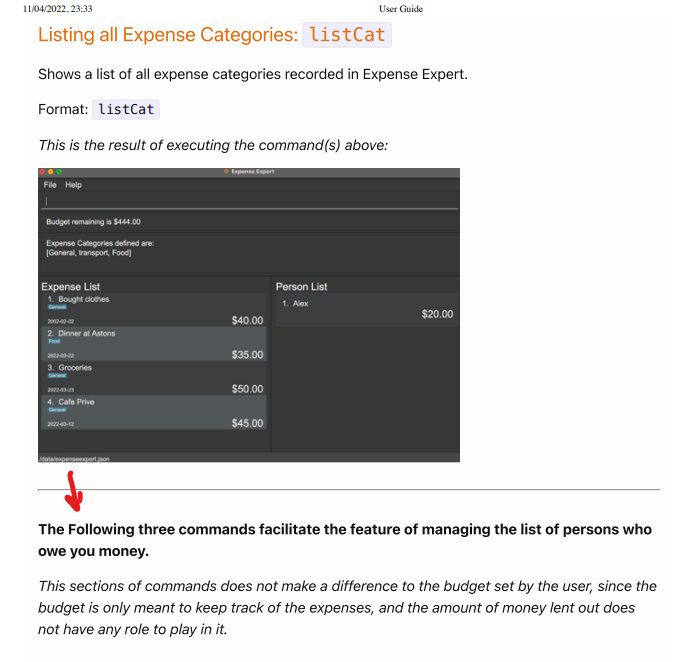 11/04/2022, 23:33
User Guide
Listing all Expense Categories: listCat
Shows a list of all expense categories recorded in Expense Expert.
Format: listCat
This is the result of executing the command(s) above:
Expense Expert
File Help
Budget remaining is $444.00
Expense Categories defined are:
[General, transport, Food]
Expense List
Person List
1. Bought clothes
General
2022-02-02
$40.00
1. Alex
$20.00
2. Dinner at Astons
Food
2022-03-22
$35.00
3. Groceries
General
2022-03-23
$50.00
4. Cafe Prive
General
2022-03-12
$45.00
/data/expenseexpert.json
The Following three commands facilitate the feature of managing the list of persons who
owe you money.
This sections of commands does not make a difference to the budget set by the user, since the
budget is only meant to keep track of the expenses, and the amount of money lent out does
not have any role to play in it.